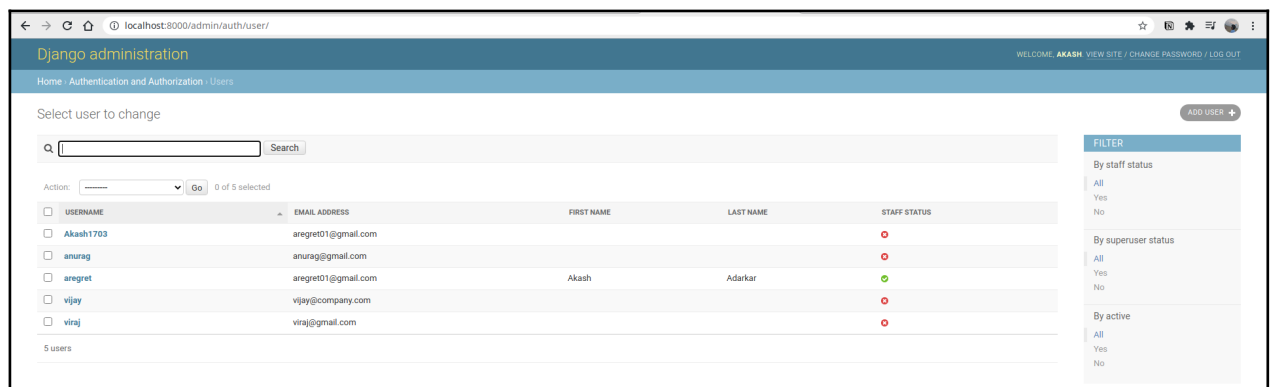 localhost:8000/admin/auth/user/
Django administration
WELCOME, AKASH. VIEW SITE / CHANGE PASSWORD / LOG OUT
Home › Authentication and Authorization › Users
Select user to change
ADD USER +
Search
Action: --------- Go 0 of 5 selected
USERNAME EMAIL ADDRESS FIRST NAME LAST NAME STAFF STATUS
Akash1703 aregret01@gmail.com
anurag anurag@gmail.com
aregret aregret01@gmail.com Akash Adarkar
vijay vijay@company.com
viraj viraj@gmail.com
5 users
FILTER
By staff status
All
Yes
No
By superuser status
All
Yes
No
By active
All
Yes
No